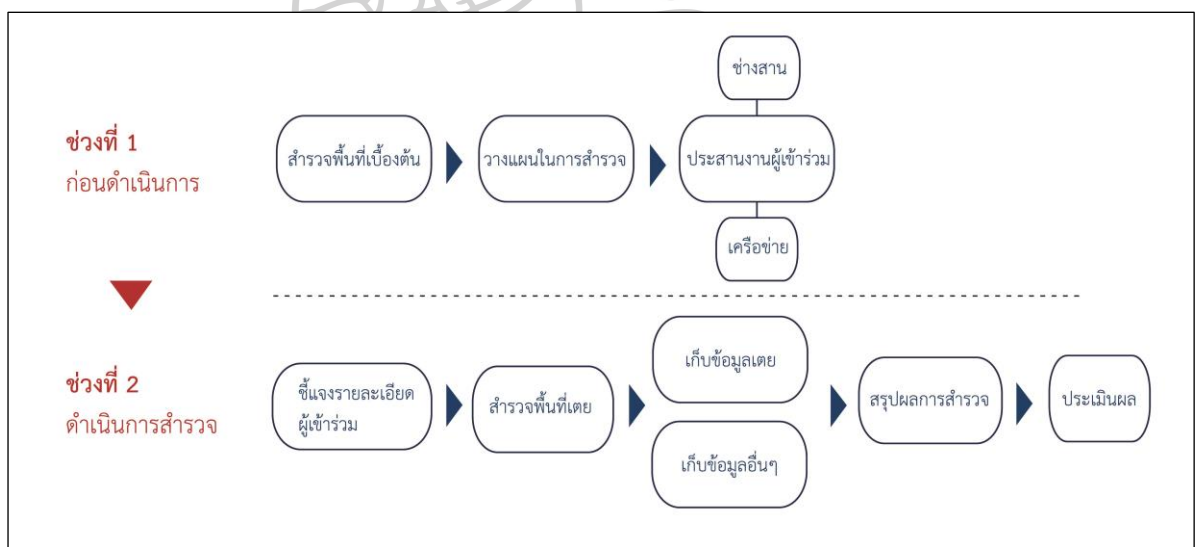 ช่างสาน
ช่วงที่ 1
ก่อนดำเนินการ
สำรวจพื้นที่เบื้องต้น
วางแผนในการสำรวจ
ประสานงานผู้เข้าร่วม
เครือข่าย
ช่วงที่ 2
ดำเนินการสำรวจ
ชี้แจงรายละเอียด
ผู้เข้าร่วม
สำรวจพื้นที่เตย
เก็บข้อมูลเตย
เก็บข้อมูลอื่นๆ
สรุปผลการสำรวจ
ประเมินผล